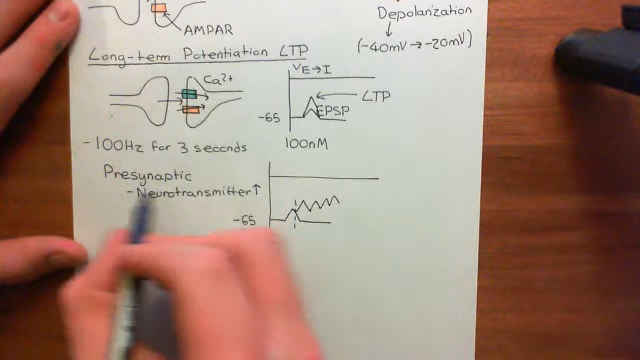 AMPAR
Depolarization
(-40mV → -20mV)
Long-term Potentiation LTP
Ca2+
VE→I
LTP
EPSP
-65
- 100Hz for 3 seconds
100nM
Presynaptic
- Neurotransmitter ↑
-65